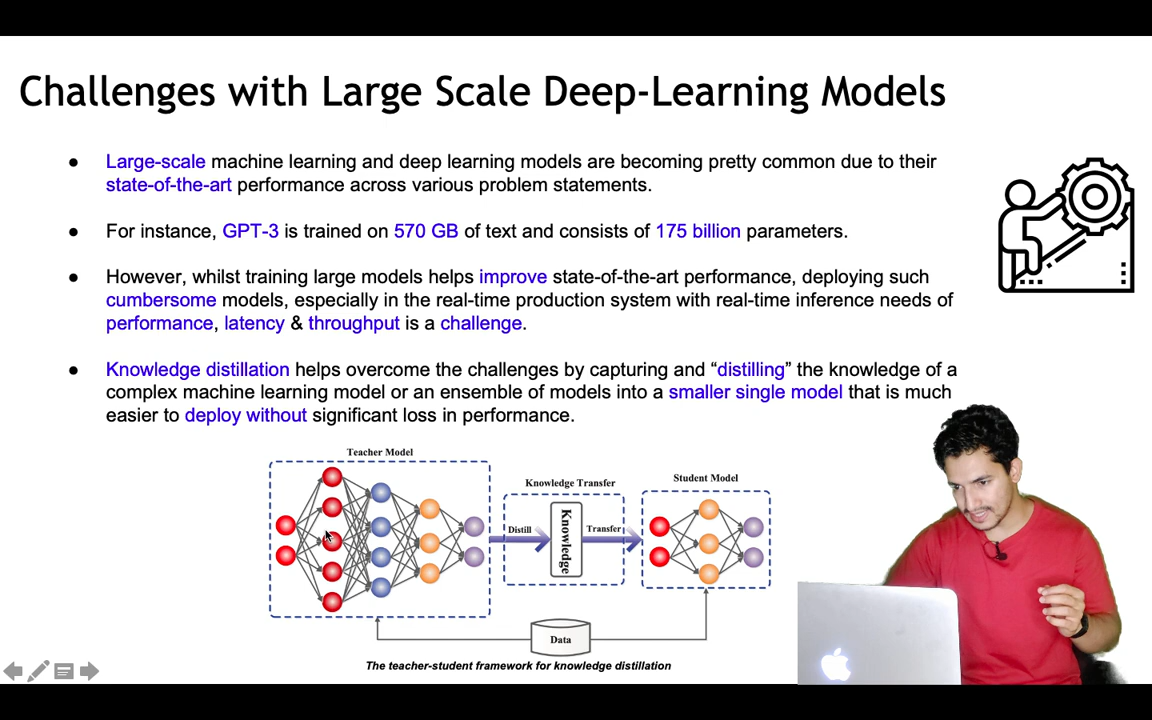 Challenges with Large Scale Deep-Learning Models
● Large-scale machine learning and deep learning models are becoming pretty common due to their
state-of-the-art performance across various problem statements.
● For instance, GPT-3 is trained on 570 GB of text and consists of 175 billion parameters.
● However, whilst training large models helps improve state-of-the-art performance, deploying such
cumbersome models, especially in the real-time production system with real-time inference needs of
performance, latency & throughput is a challenge.
● Knowledge distillation helps overcome the challenges by capturing and “distilling” the knowledge of a
complex machine learning model or an ensemble of models into a smaller single model that is much
easier to deploy without significant loss in performance.
Teacher Model
Knowledge Transfer
Student Model
Distill
Knowledge
Transfer
Data
The teacher-student framework for knowledge distillation